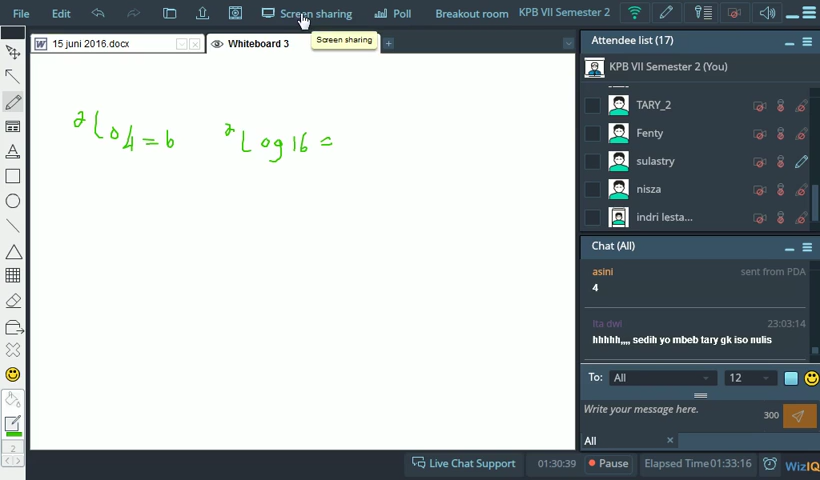 File Edit Screen sharing Poll Breakout room KPB VII Semester 2
15 juni 2016.docx Whiteboard 3 Screen sharing
Attendee list (17)
KPB VII Semester 2 (You)
TARY_2
Fenty
sulastry
nisza
indri lesta...
²Lo4=b ²Log16=
Chat (All)
asini sent from PDA
4
Ita dwi 23:03:14
hhhhh,,,, sedih yo mbeb tary gk iso nulis
To: All 12
Write your message here. 300
All
2
Live Chat Support 01:30:39 Pause Elapsed Time 01:33:16 WizIQ